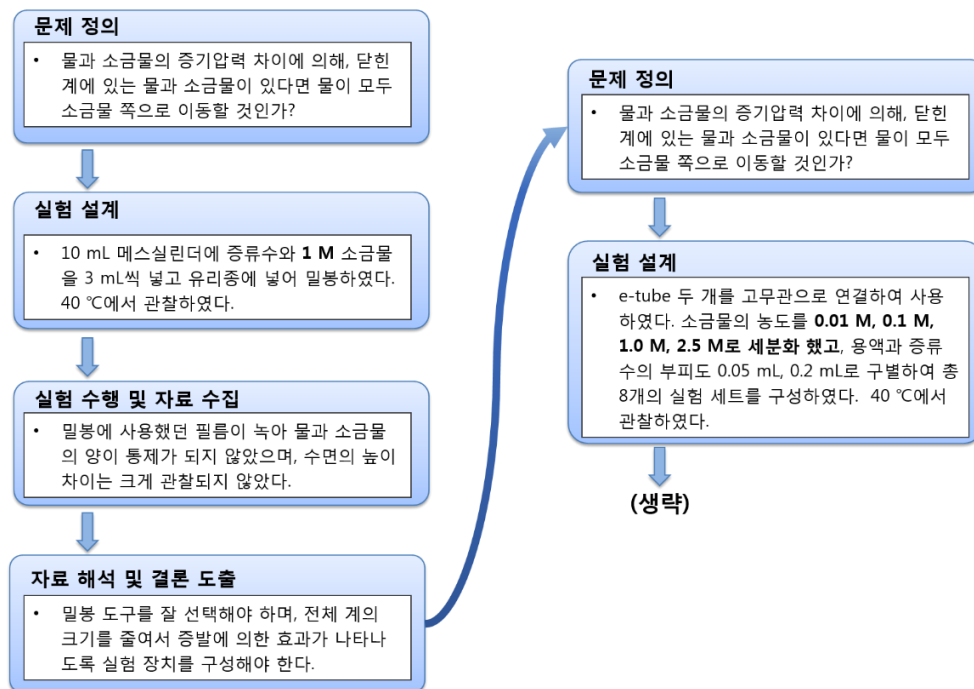 문제 정의
• 물과 소금물의 증기압력 차이에 의해, 닫힌
계에 있는 물과 소금물이 있다면 물이 모두
소금물 쪽으로 이동할 것인가?
실험 설계
• 10 mL 메스실린더에 증류수와 1 M 소금물
을 3 mL씩 넣고 유리종에 넣어 밀봉하였다.
40 ℃에서 관찰하였다.
실험 수행 및 자료 수집
• 밀봉에 사용했던 필름이 녹아 물과 소금물
의 양이 통제가 되지 않았으며, 수면의 높이
차이는 크게 관찰되지 않았다.
자료 해석 및 결론 도출
• 밀봉 도구를 잘 선택해야 하며, 전체 계의
크기를 줄여서 증발에 의한 효과가 나타나
도록 실험 장치를 구성해야 한다.
문제 정의
• 물과 소금물의 증기압력 차이에 의해, 닫힌
계에 있는 물과 소금물이 있다면 물이 모두
소금물 쪽으로 이동할 것인가?
실험 설계
• e-tube 두 개를 고무관으로 연결하여 사용
하였다. 소금물의 농도를 0.01 M, 0.1 M,
1.0 M, 2.5 M로 세분화 했고, 용액과 증류
수의 부피도 0.05 mL, 0.2 mL로 구별하여 총
8개의 실험 세트를 구성하였다. 40 ℃에서
관찰하였다.
(생략)